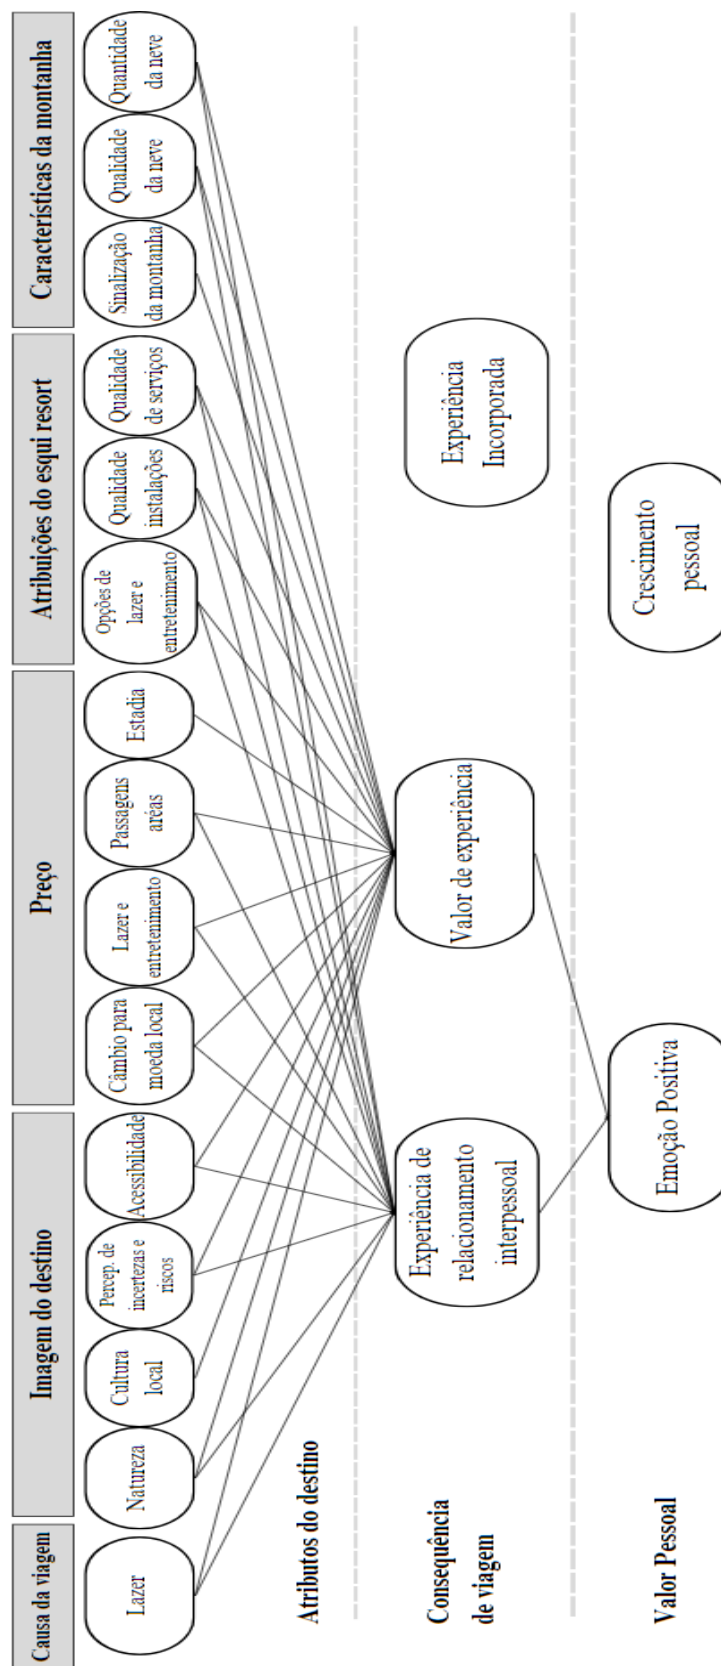 Causa da viagem
Imagem do destino
Preço
Atribuições do esqui resort
Características da montanha
Lazer
Natureza
Cultura
local
Percep. de
incertezas e
riscos
Acessibilidade
Câmbio para
moeda local
Lazer e
entretenimento
Passagens
aréas
Estadia
Opções de
lazer e
entretenimento
Qualidade
instalações
Qualidade
de serviços
Sinalização
da montanha
Qualidade
da neve
Quantidade
da neve
Atributos do destino
Consequência
de viagem
Experiência de
relacionamento
interpessoal
Valor de experiência
Experiência
Incorporada
Valor Pessoal
Emoção Positiva
Crescimento
pessoal